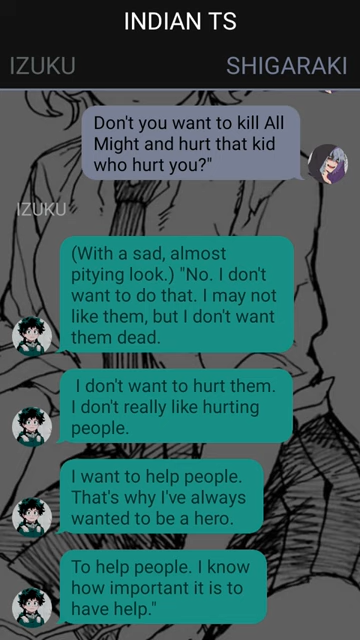 INDIAN TS
IZUKU
SHIGARAKI
Don't you want to kill All
Might and hurt that kid
who hurt you?"
IZUKU
(With a sad, almost
pitying look.) "No. I don't
want to do that. I may not
like them, but I don't want
them dead.
I don't want to hurt them.
I don't really like hurting
people.
I want to help people.
That's why I've always
wanted to be a hero.
To help people. I know
how important it is to
have help."